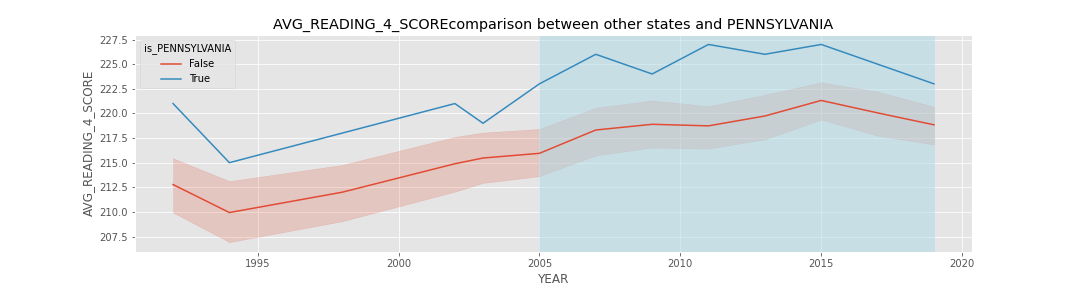 AVG_READING_4_SCOREcomparison between other states and PENNSYLVANIA
is_PENNSYLVANIA
False
True
AVG_READING_4_SCORE
227.5
225.0
222.5
220.0
217.5
215.0
212.5
210.0
207.5
1995
2000
2005
2010
2015
2020
YEAR